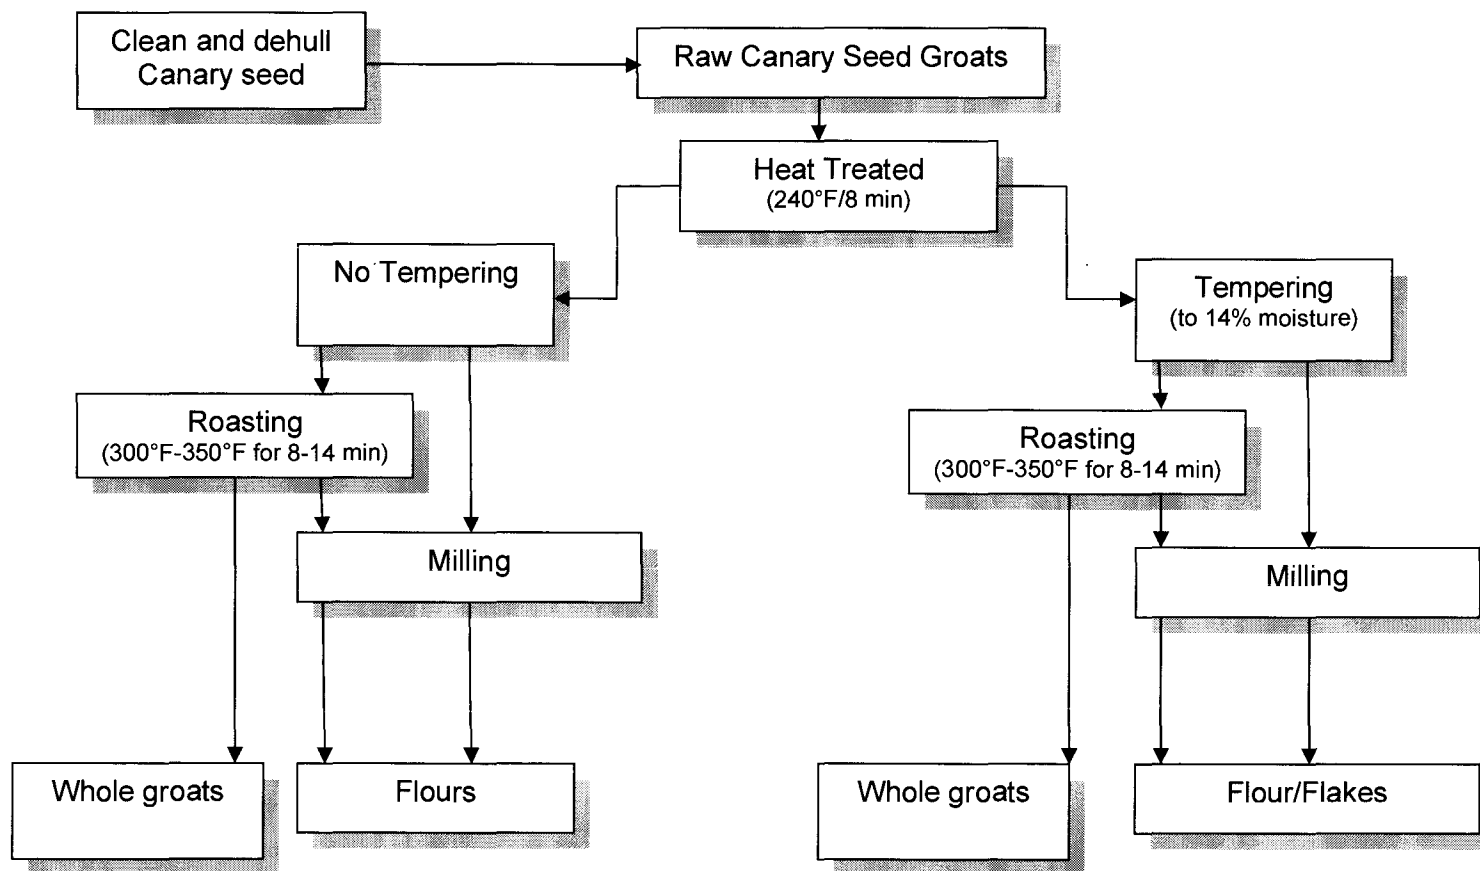 Clean and dehull
Canary seed
Raw Canary Seed Groats
Heat Treated
(240°F/8 min)
No Tempering
Tempering
(to 14% moisture)
Roasting
(300°F-350°F for 8-14 min)
Roasting
(300°F-350°F for 8-14 min)
Milling
Milling
Whole groats
Flours
Whole groats
Flour/Flakes